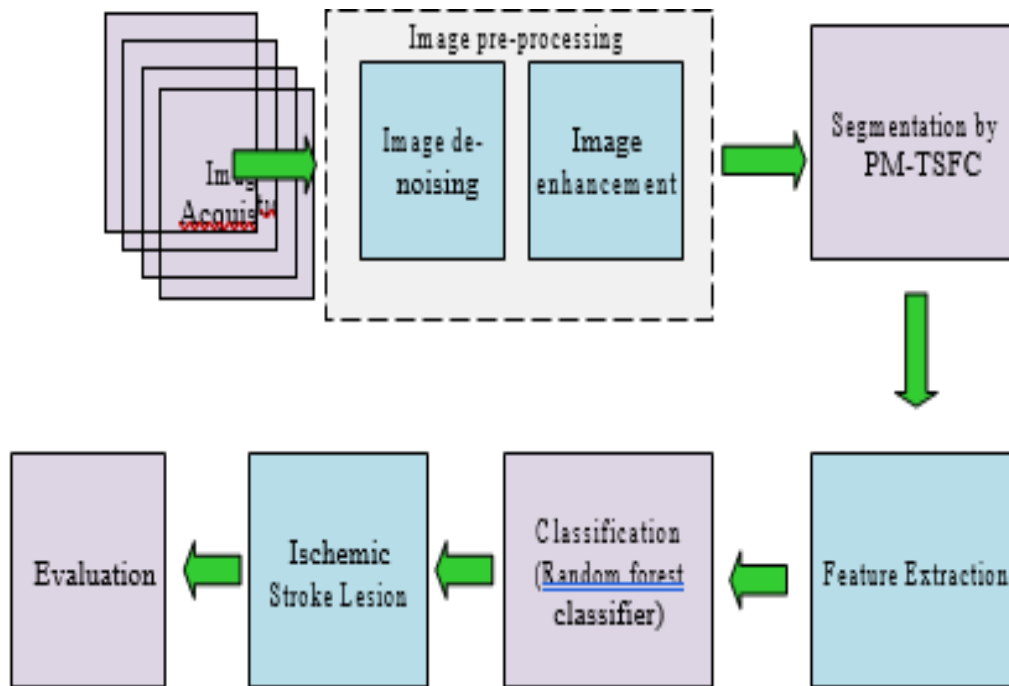 Image pre-processing
Image de-
noising
Image
enhancement
Segmentation by
PM-TSFC
Evaluation
Ischemic
Stroke Lesion
Classification
(Random forest
classifier)
Feature Extraction